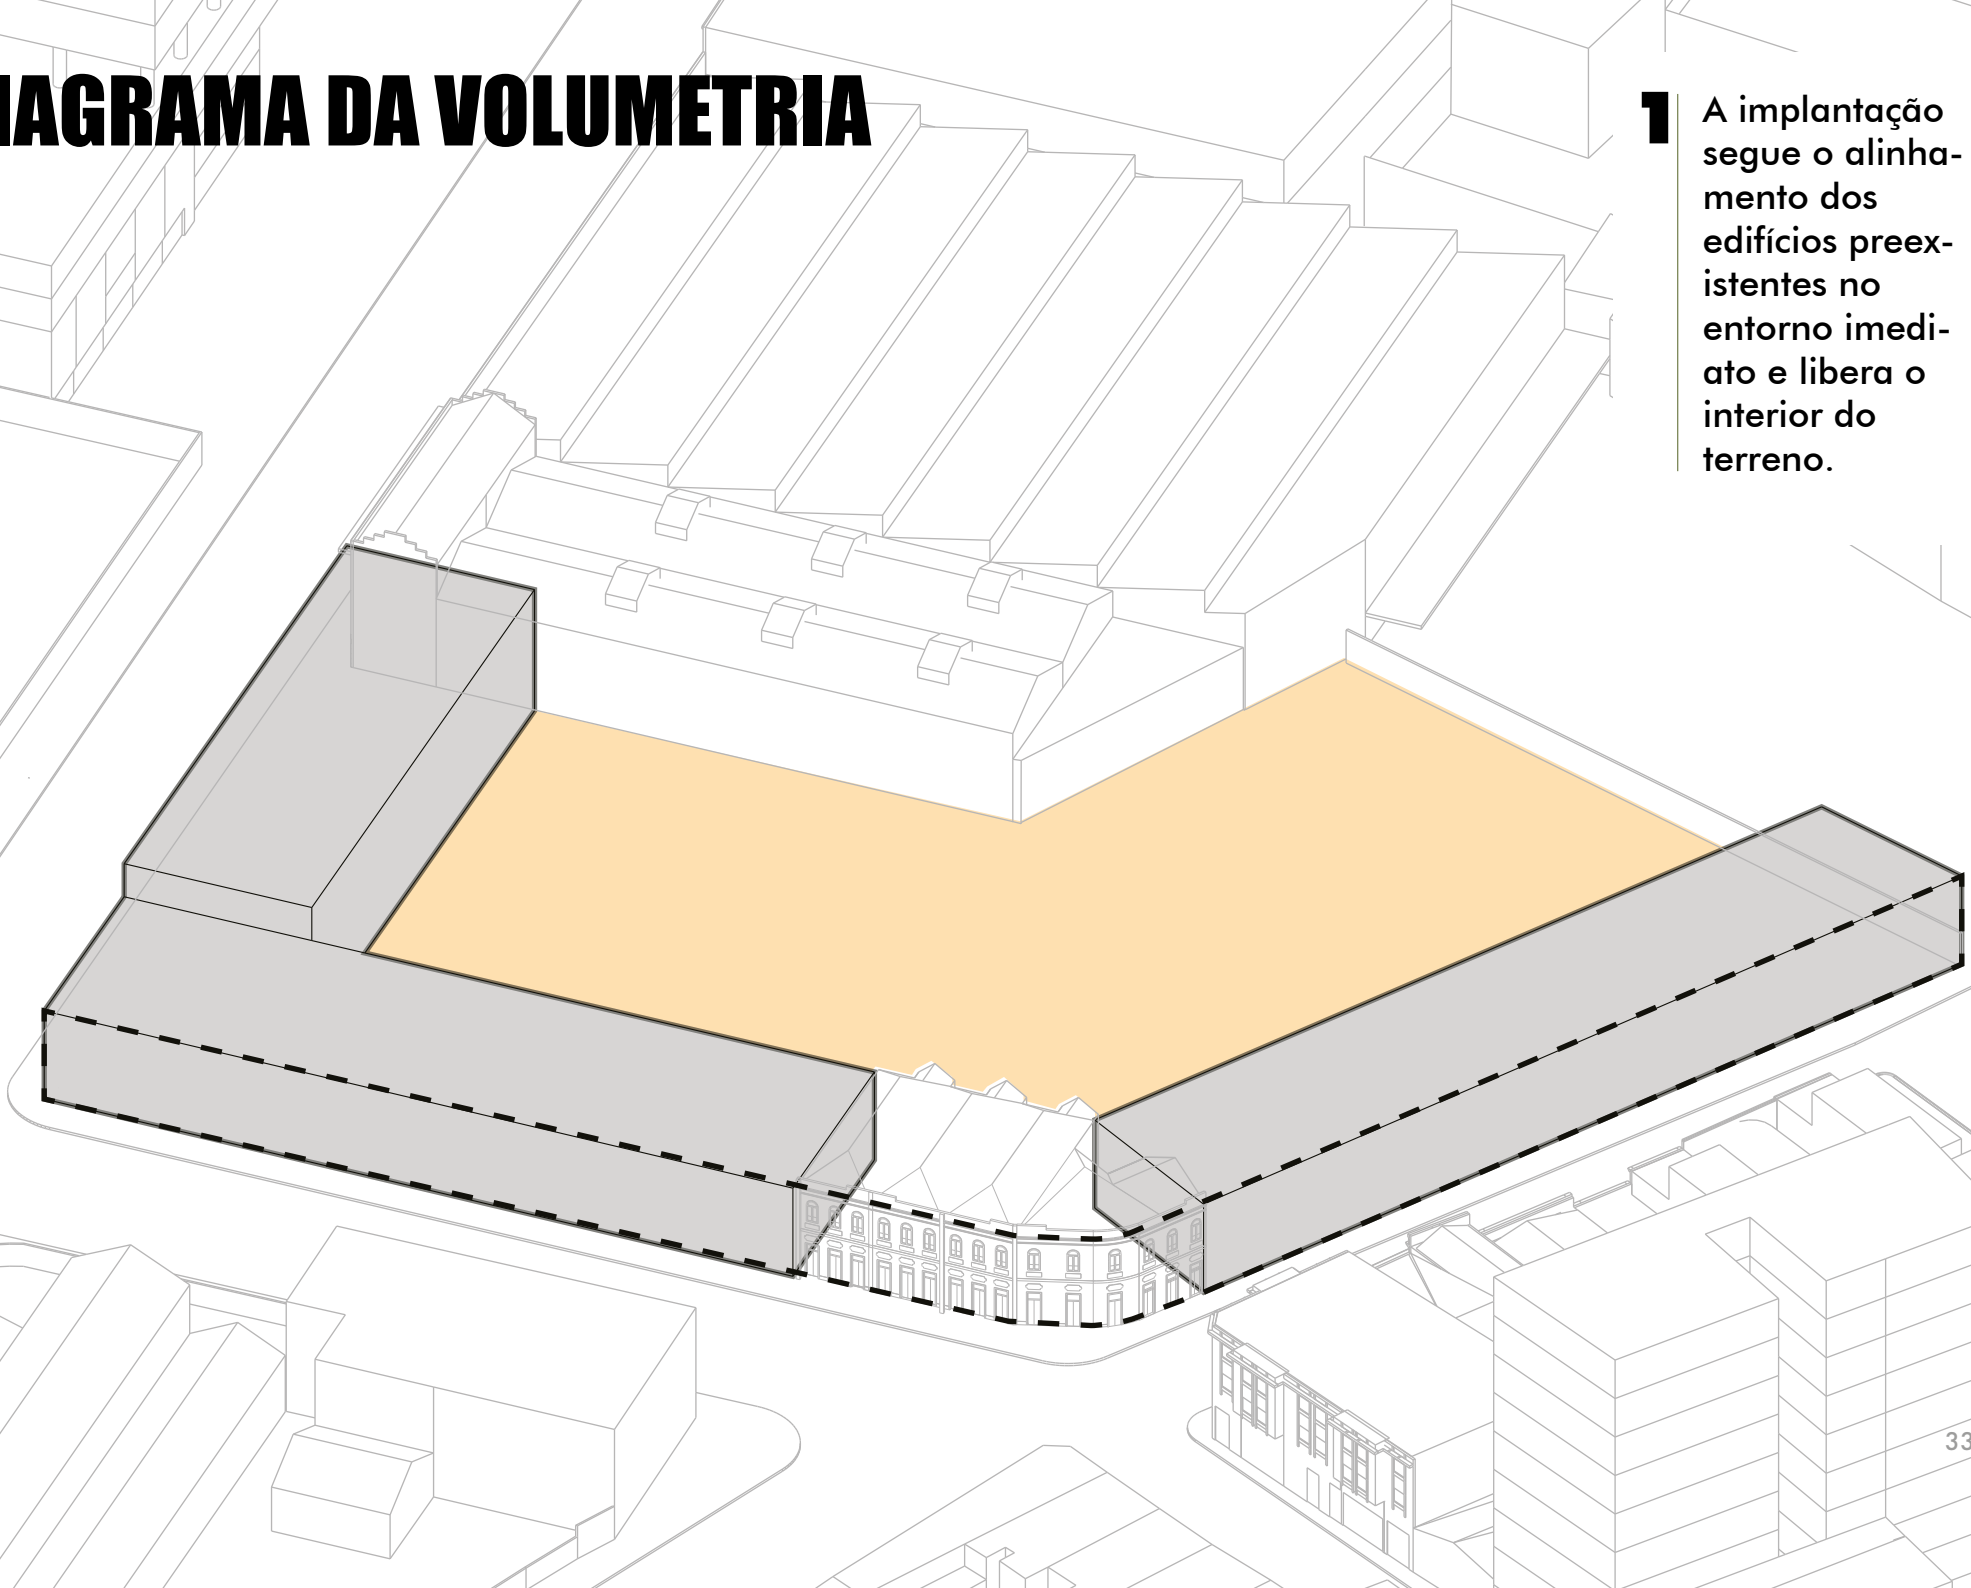 IAGRAMA DA VOLUMETRIA
1
A implantação
segue o alinha-
mento dos
edifícios preex-
istentes no
entorno imedi-
ato e libera o
interior do
terreno.
33